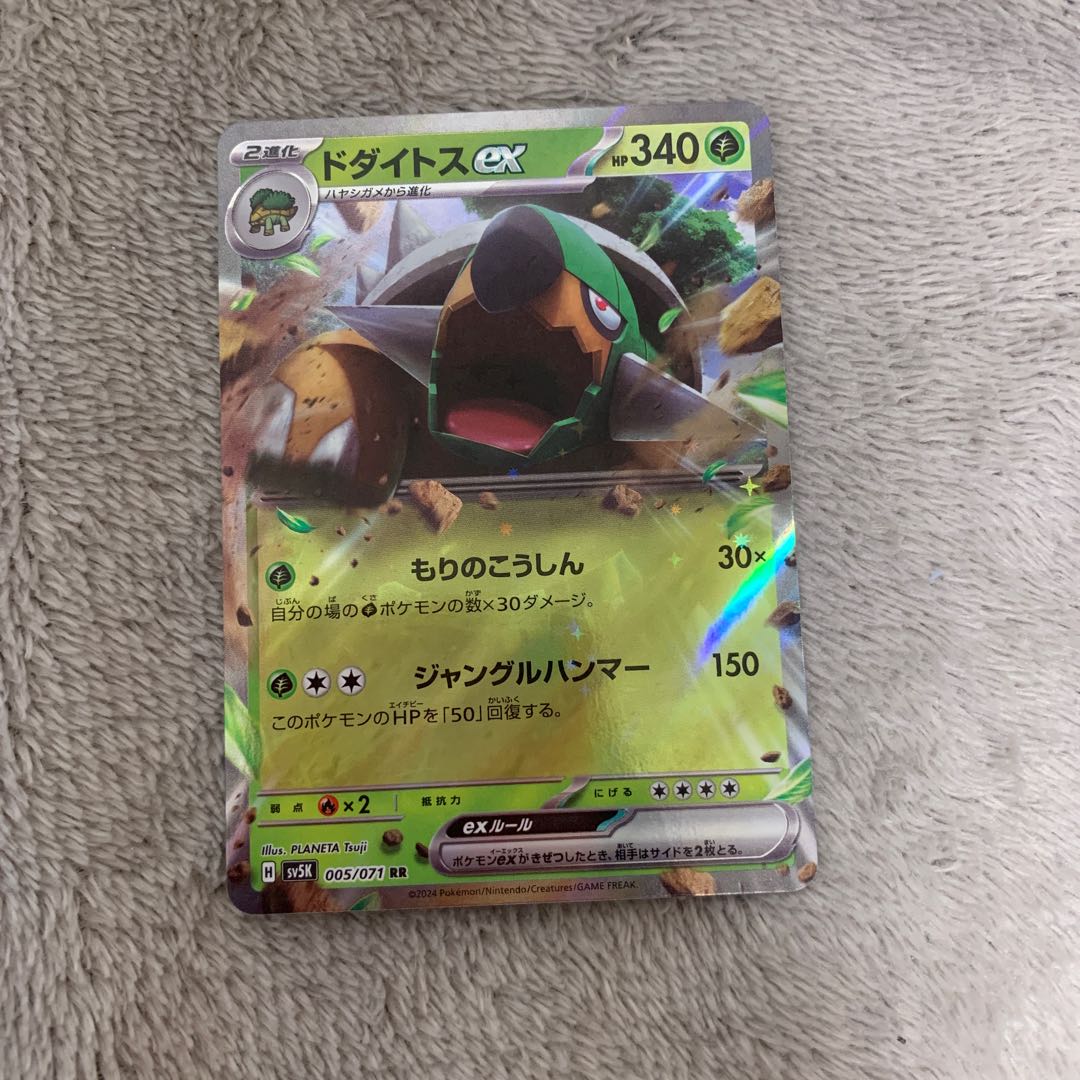 2進化 ドダイトスex HP340
ハヤシガメから進化
もりのこうしん 30×
自分の場のポケモンの数×30ダメージ。
ジャングルハンマー 150
このポケモンのHPを「50」回復する。
弱点 ×2 抵抗力 にげる
exルール
ポケモンexがきぜつしたとき、相手はサイドを2枚とる。
Illus. PLANETA Tsuji
H sv5K 005/071 RR
©2024 Pokémon/Nintendo/Creatures/GAME FREAK.